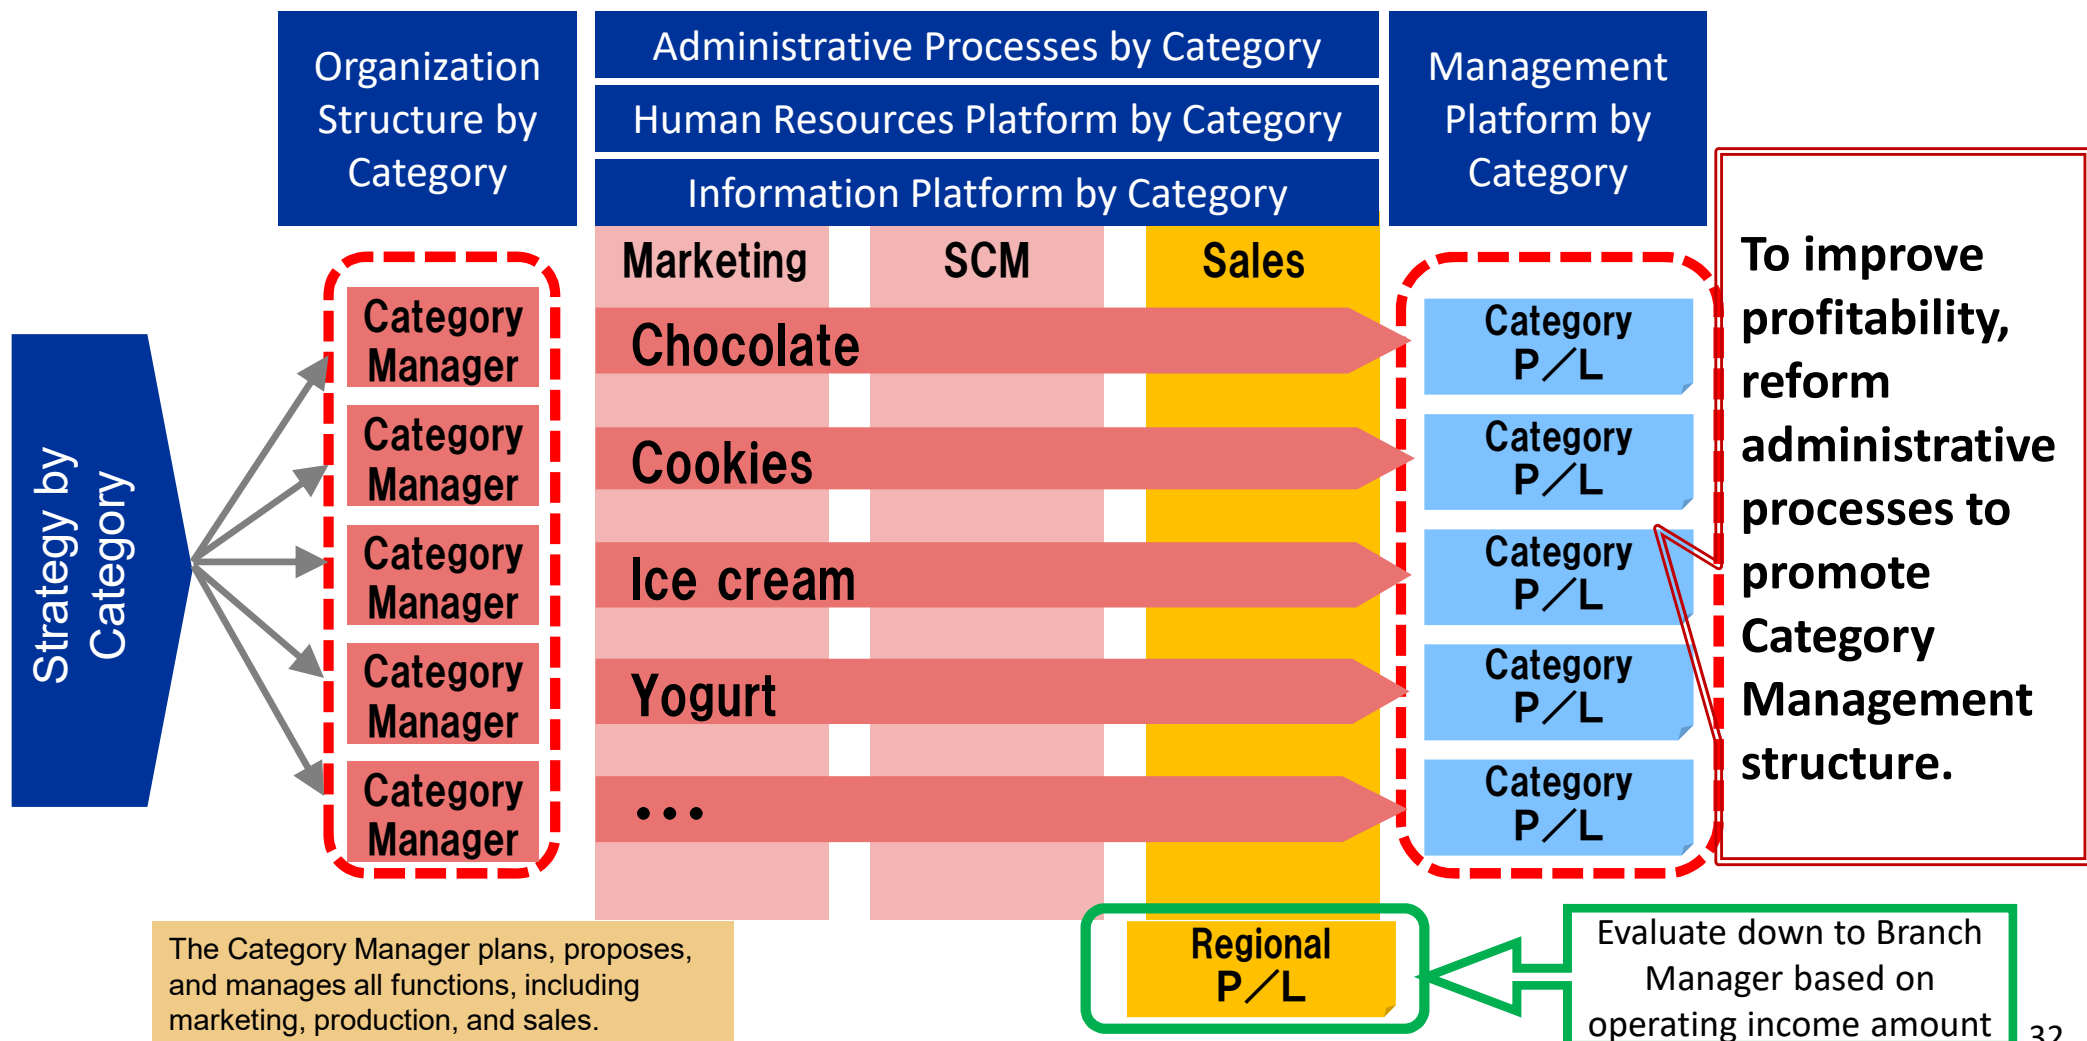 Organization
Structure by
Category
Administrative Processes by Category
Human Resources Platform by Category
Information Platform by Category
Management
Platform by
Category
Strategy by
Category
Category
Manager
Category
Manager
Category
Manager
Category
Manager
Category
Manager
Marketing
SCM
Sales
Chocolate
Cookies
Ice cream
Yogurt
•••
Category
P／L
Category
P／L
Category
P／L
Category
P／L
Category
P／L
To improve
profitability,
reform
administrative
processes to
promote
Category
Management
structure.
The Category Manager plans, proposes,
and manages all functions, including
marketing, production, and sales.
Regional
P／L
Evaluate down to Branch
Manager based on
operating income amount
32